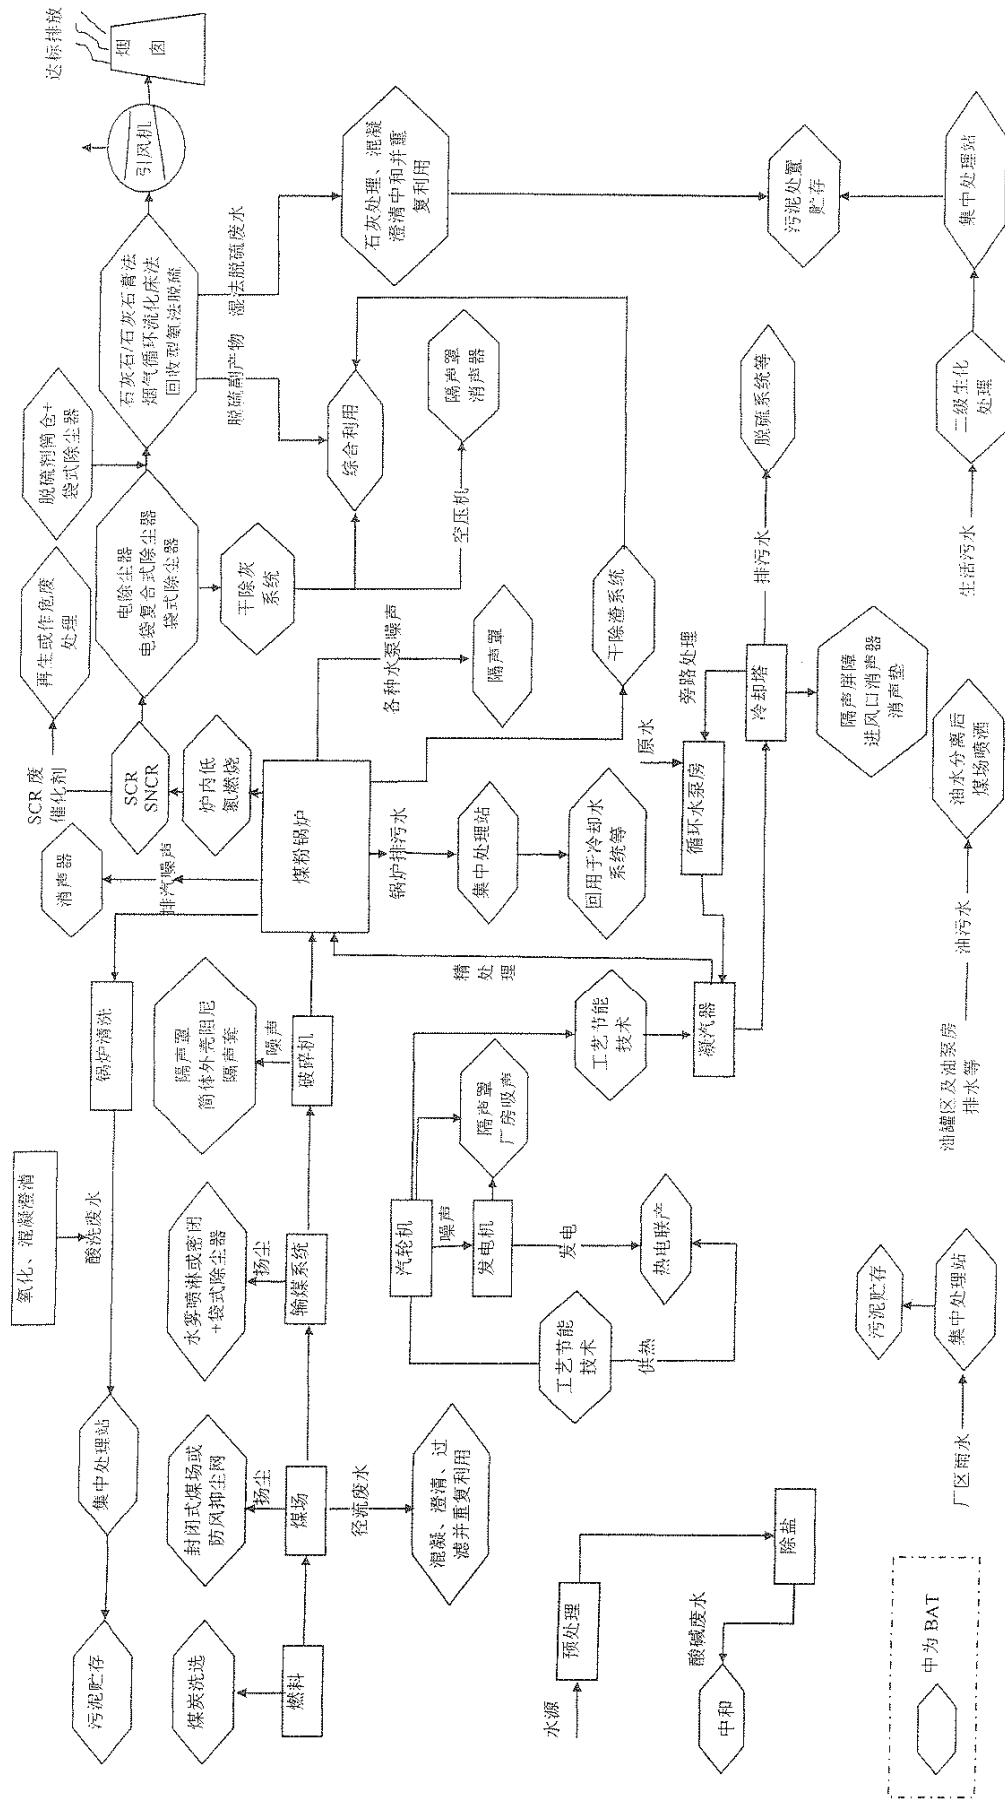 氧化、混凝澄清
酸洗废水
污泥贮存
集中处理站
锅炉清洗
消声器
排汽噪声
SCR 废
催化剂
再生或作危废
处理
脱硫剂筒仓+
袋式除尘器
达标排放
烟
囱
引风机
石灰石/石灰石膏法
烟气循环流化床法
回收型氨法脱硫
电除尘器
电袋复合式除尘器
袋式除尘器
SCR
SNCR
炉内低
氮燃烧
干除灰
系统
脱硫副产物
湿法脱硫废水
煤炭洗选
封闭式煤场或
防风抑尘网
水雾喷淋或密闭
+袋式除尘器
隔声罩
简体外壳阻尼
隔声套
扬尘
扬尘
噪声
燃料
煤场
输煤系统
破碎机
煤粉锅炉
径流废水
混凝、澄清、过
滤并重复利用
锅炉排污水
集中处理站
回用于冷却水
系统等
各种水泵噪声
隔声罩
综合利用
空压机
隔声罩
消声器
石灰处理、混凝
澄清中和并重
复利用
精
处
理
汽轮机
噪声
发电机
隔声罩
厂房吸声
发电
热电联产
工艺节能
技术
供热
工艺节能
技术
凝汽器
原水
循环水泵房
旁路处理
冷却塔
干除渣系统
排污水
脱硫系统等
隔声屏障
进风口消声器
消声垫
污泥处置
贮存
水源
预处理
除盐
酸碱废水
中和
厂区雨水
集中处理站
污泥贮存
油罐区及油泵房
排水等
油污水
油水分离后
煤场喷洒
生活污水
二级生化
处理
集中处理站
中为 BAT